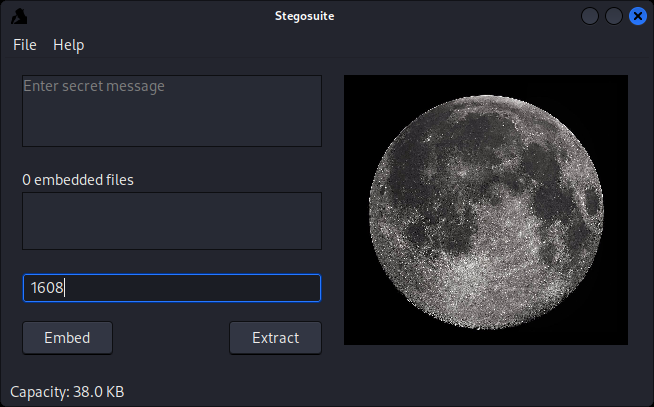 Stegosuite
File Help
Enter secret message
0 embedded files
1608
Embed Extract
Capacity: 38.0 KB